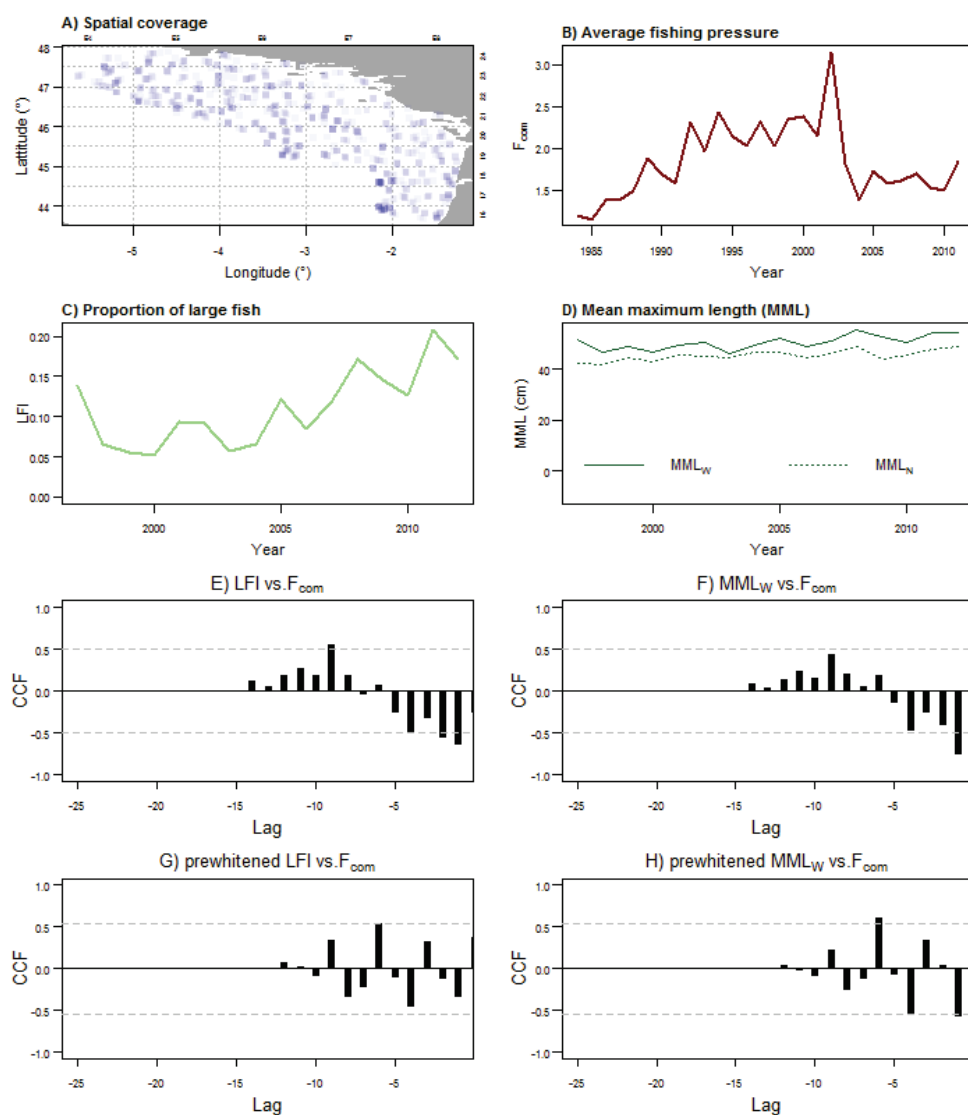 A) Spatial coverage
E4 E5 E6 E7 E8
48
47
46
45
44
24
23
22
21
20
19
18
17
16
Lattitude (°)
-5 -4 -3 -2
Longitude (°)
B) Average fishing pressure
3.0
2.5
2.0
1.5
Fcom
1985 1990 1995 2000 2005 2010
Year
C) Proportion of large fish
0.20
0.15
0.10
0.05
0.00
LFI
2000 2005 2010
Year
D) Mean maximum length (MML)
40
20
0
MML (cm)
MMLW MMLN
2000 2005 2010
Year
E) LFI vs.Fcom
1.0
0.5
0.0
-0.5
-1.0
CCF
-25 -20 -15 -10 -5
Lag
F) MMLW vs.Fcom
1.0
0.5
0.0
-0.5
-1.0
CCF
-25 -20 -15 -10 -5
Lag
G) prewhitened LFI vs.Fcom
1.0
0.5
0.0
-0.5
-1.0
CCF
-25 -20 -15 -10 -5
Lag
H) prewhitened MMLW vs.Fcom
1.0
0.5
0.0
-0.5
-1.0
CCF
-25 -20 -15 -10 -5
Lag